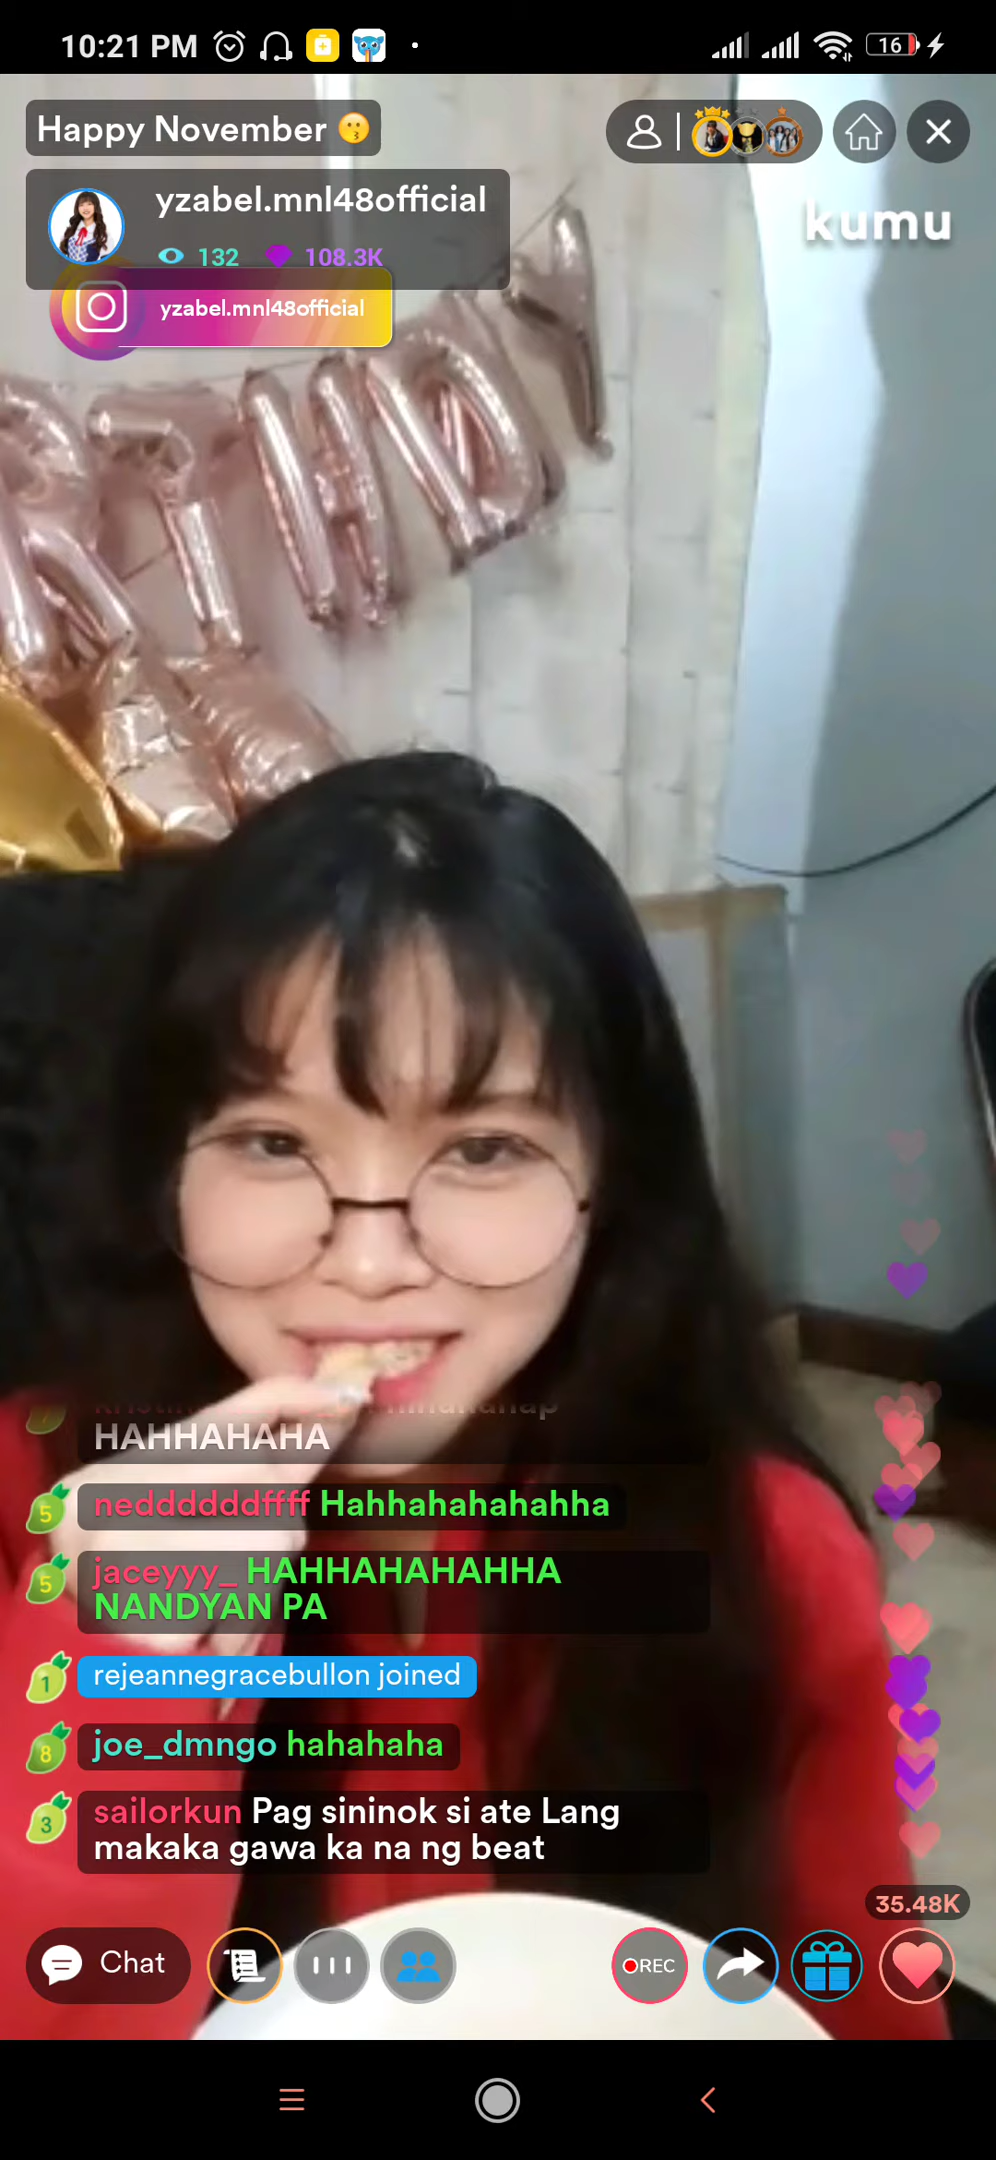 10:21 PM
16
Happy November 😗
kumu
yzabel.mnl48official
132 108.3K
yzabel.mnl48official
RTHDY
HAHHAHAHA
5 neddddddffff Hahhahahahahha
5 jaceyyy_ HAHHAHAHAHHA
NANDYAN PA
1 rejeannegracebullon joined
8 joe_dmngo hahahaha
3 sailorkun Pag sininok si ate Lang
makaka gawa ka na ng beat
35.48K
Chat
REC